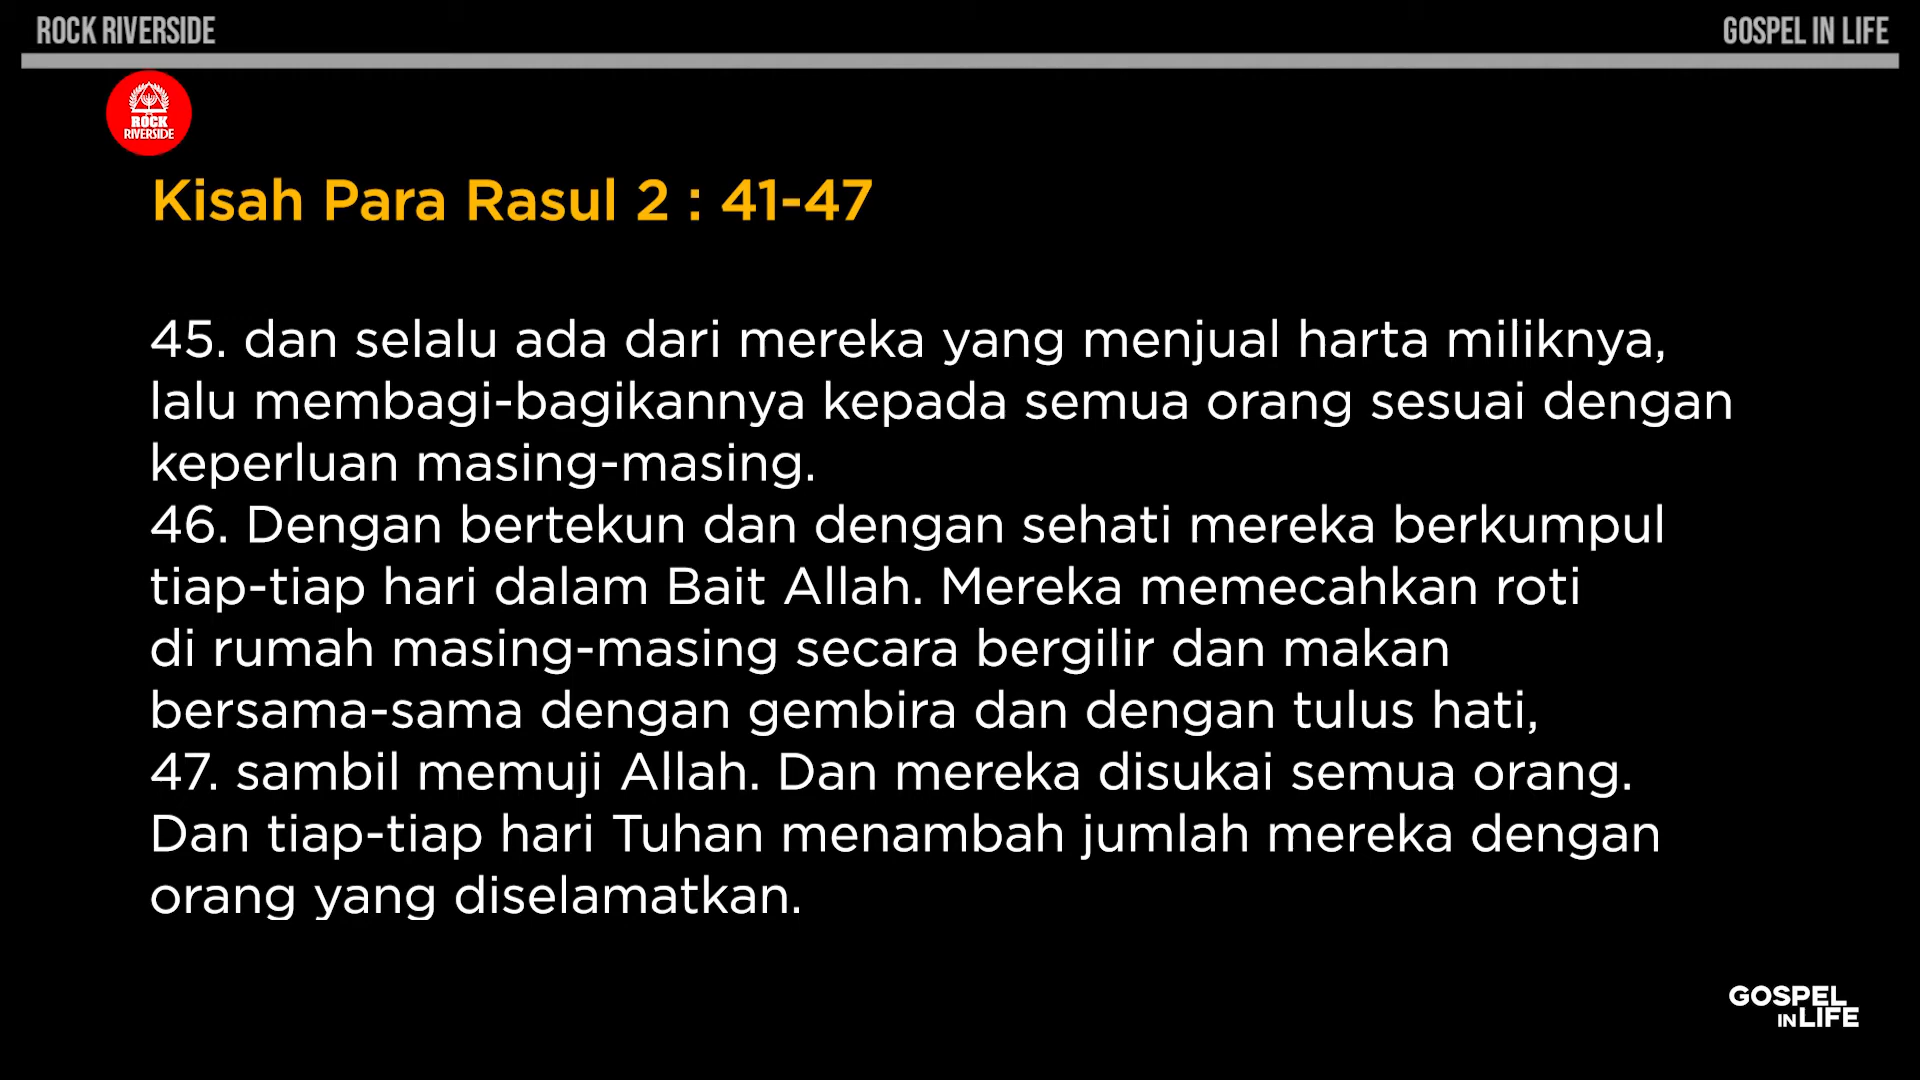 ROCK RIVERSIDE
GOSPEL IN LIFE
ROCK
RIVERSIDE
Kisah Para Rasul 2 : 41-47
45. dan selalu ada dari mereka yang menjual harta miliknya,
lalu membagi-bagikannya kepada semua orang sesuai dengan
keperluan masing-masing.
46. Dengan bertekun dan dengan sehati mereka berkumpul
tiap-tiap hari dalam Bait Allah. Mereka memecahkan roti
di rumah masing-masing secara bergilir dan makan
bersama-sama dengan gembira dan dengan tulus hati,
47. sambil memuji Allah. Dan mereka disukai semua orang.
Dan tiap-tiap hari Tuhan menambah jumlah mereka dengan
orang yang diselamatkan.
GOSPEL
IN LIFE